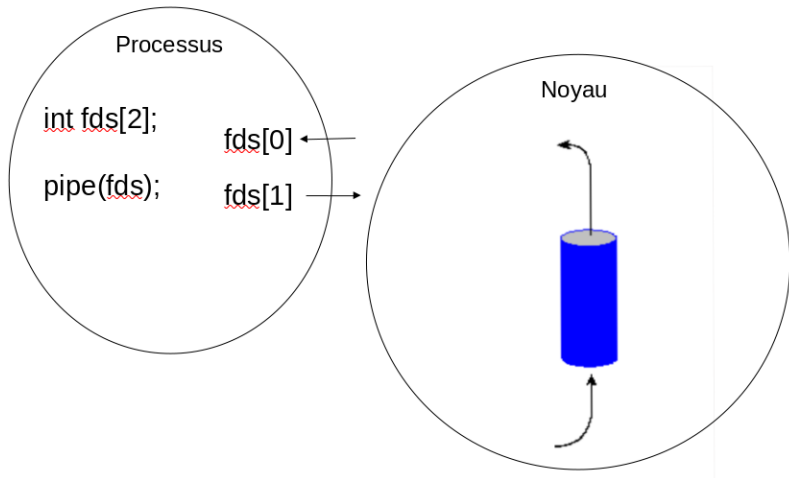 Processus
int fds[2];
fds[0]
pipe(fds);
fds[1]
Noyau